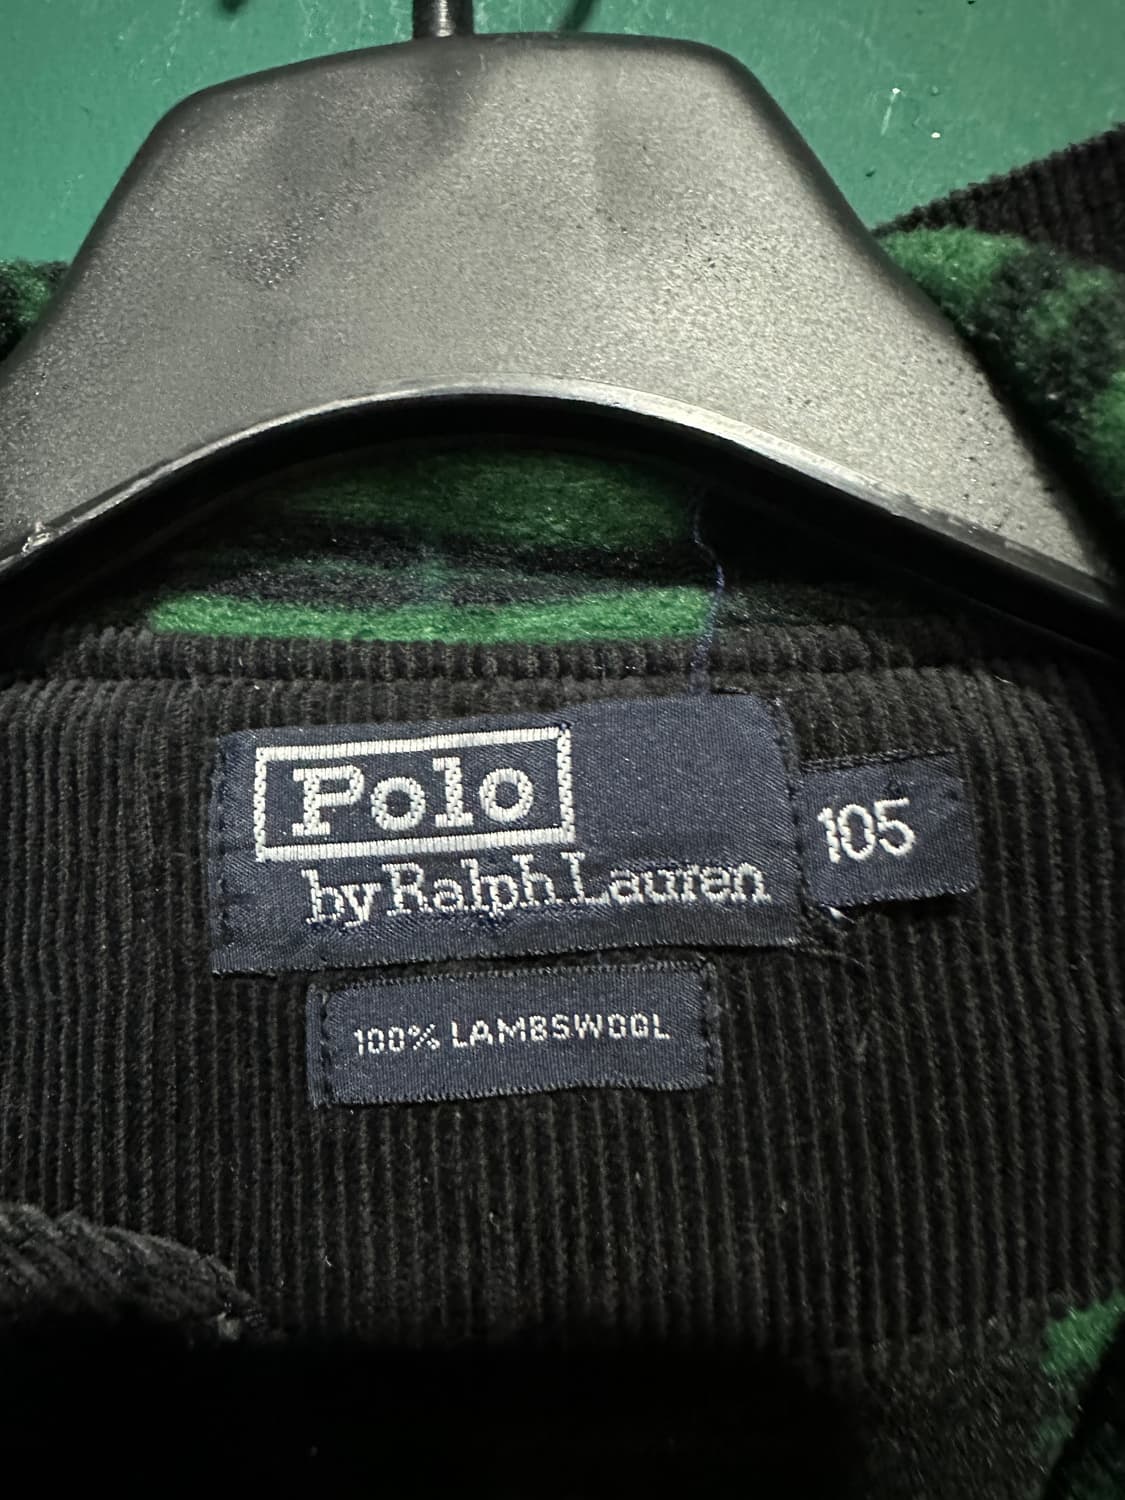 Polo
by Ralph Lauren
105
100% LAMBSWOOL